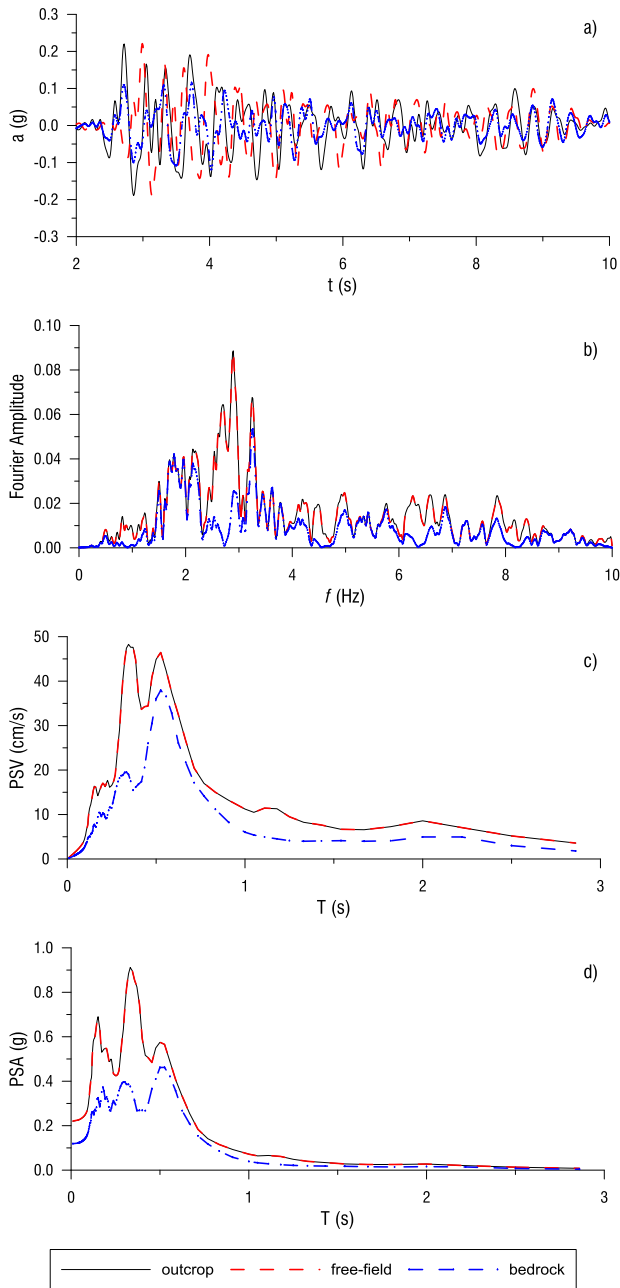 a)
0.3
0.2
0.1
0.0
-0.1
-0.2
-0.3
a (g)
2 4 6 8 10
t (s)
b)
0.10
0.08
0.06
0.04
0.02
0.00
Fourier Amplitude
0 2 4 6 8 10
f (Hz)
c)
50
40
30
20
10
0
PSV (cm/s)
0 1 2 3
T (s)
d)
1.0
0.8
0.6
0.4
0.2
0.0
PSA (g)
0 1 2 3
T (s)
outcrop free-field bedrock